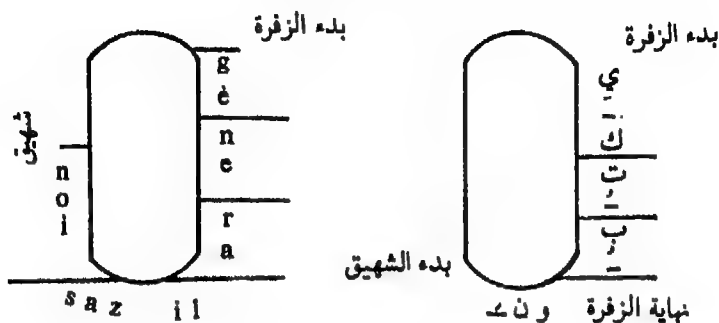 بدء الزفرة
g
è
n
e
r
a
شهيق
n
o
i
s a z i l
بدء الزفرة
ي
ك
ت
ب
بدء الشهيق
و ن
نهاية الزفرة